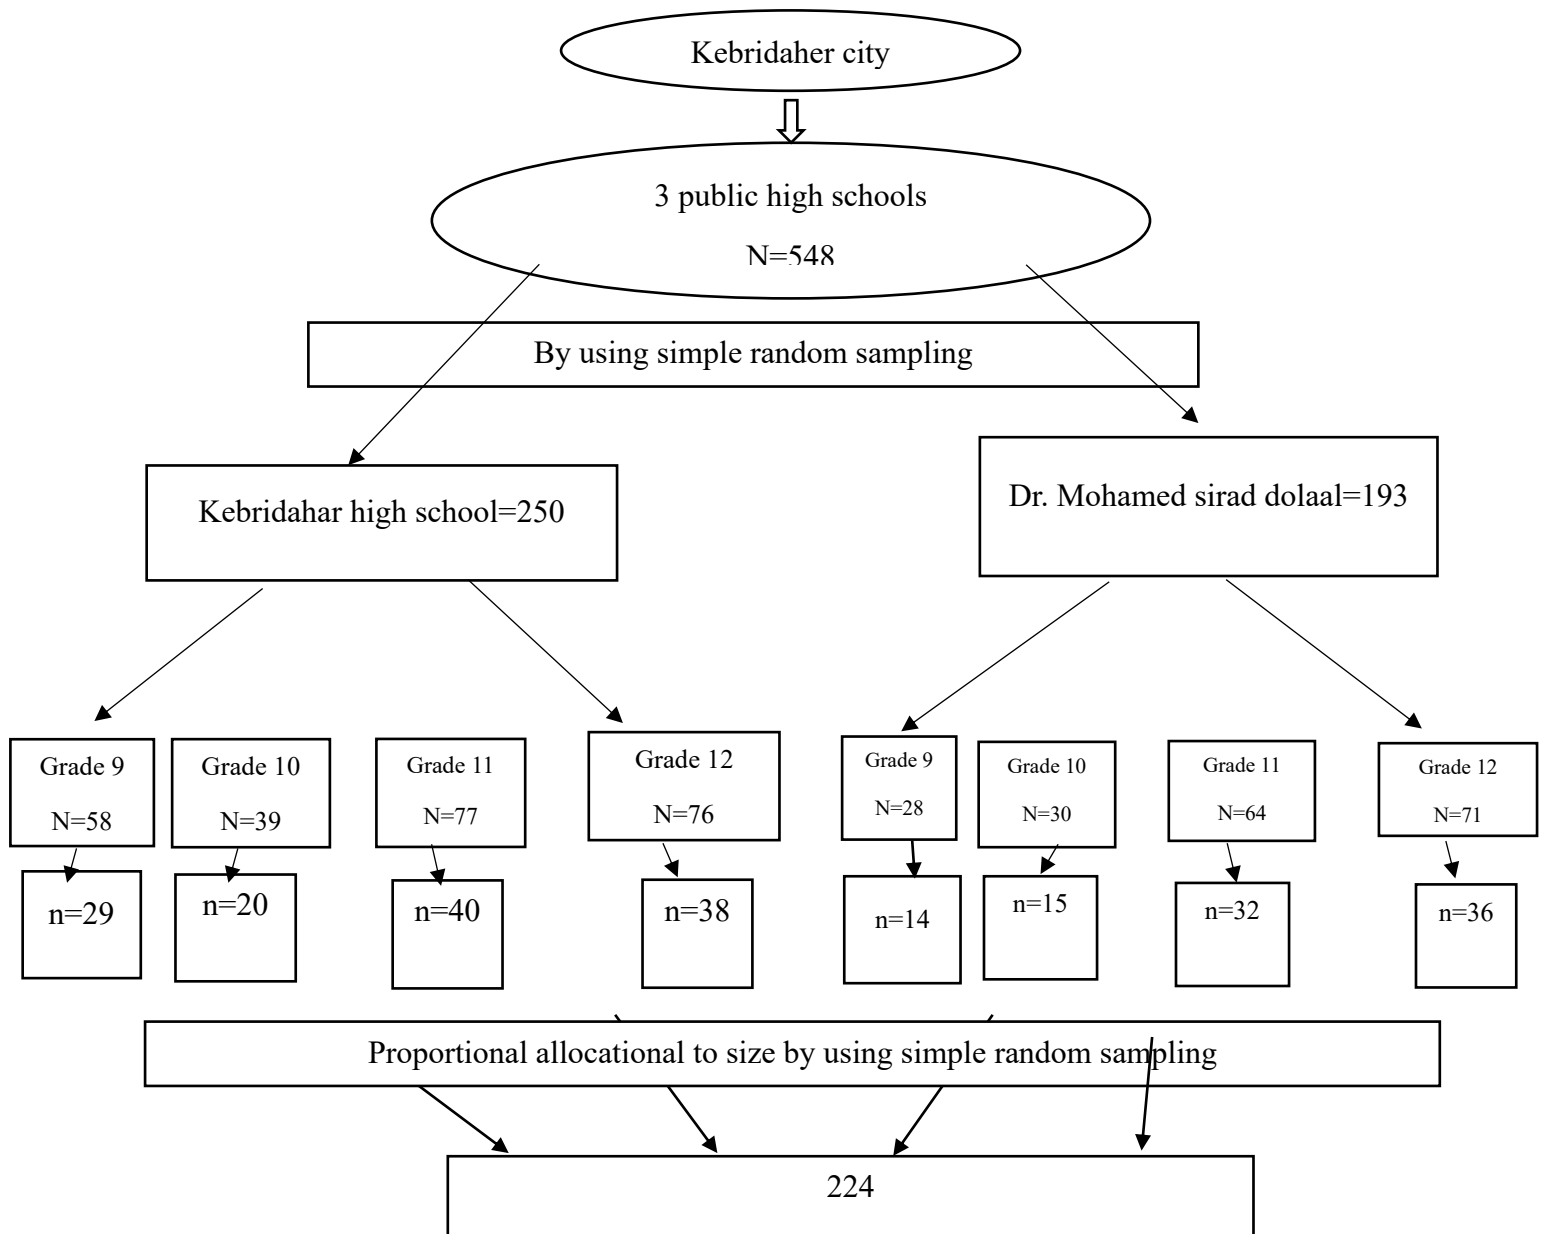 Kebridaher city
3 public high schools
N=548
By using simple random sampling
Kebridahar high school=250
Dr. Mohamed sirad dolaal=193
Grade 9
N=58
Grade 10
N=39
Grade 11
N=77
Grade 12
N=76
Grade 9
N=28
Grade 10
N=30
Grade 11
N=64
Grade 12
N=71
n=29
n=20
n=40
n=38
n=14
n=15
n=32
n=36
Proportional allocational to size by using simple random sampling
224